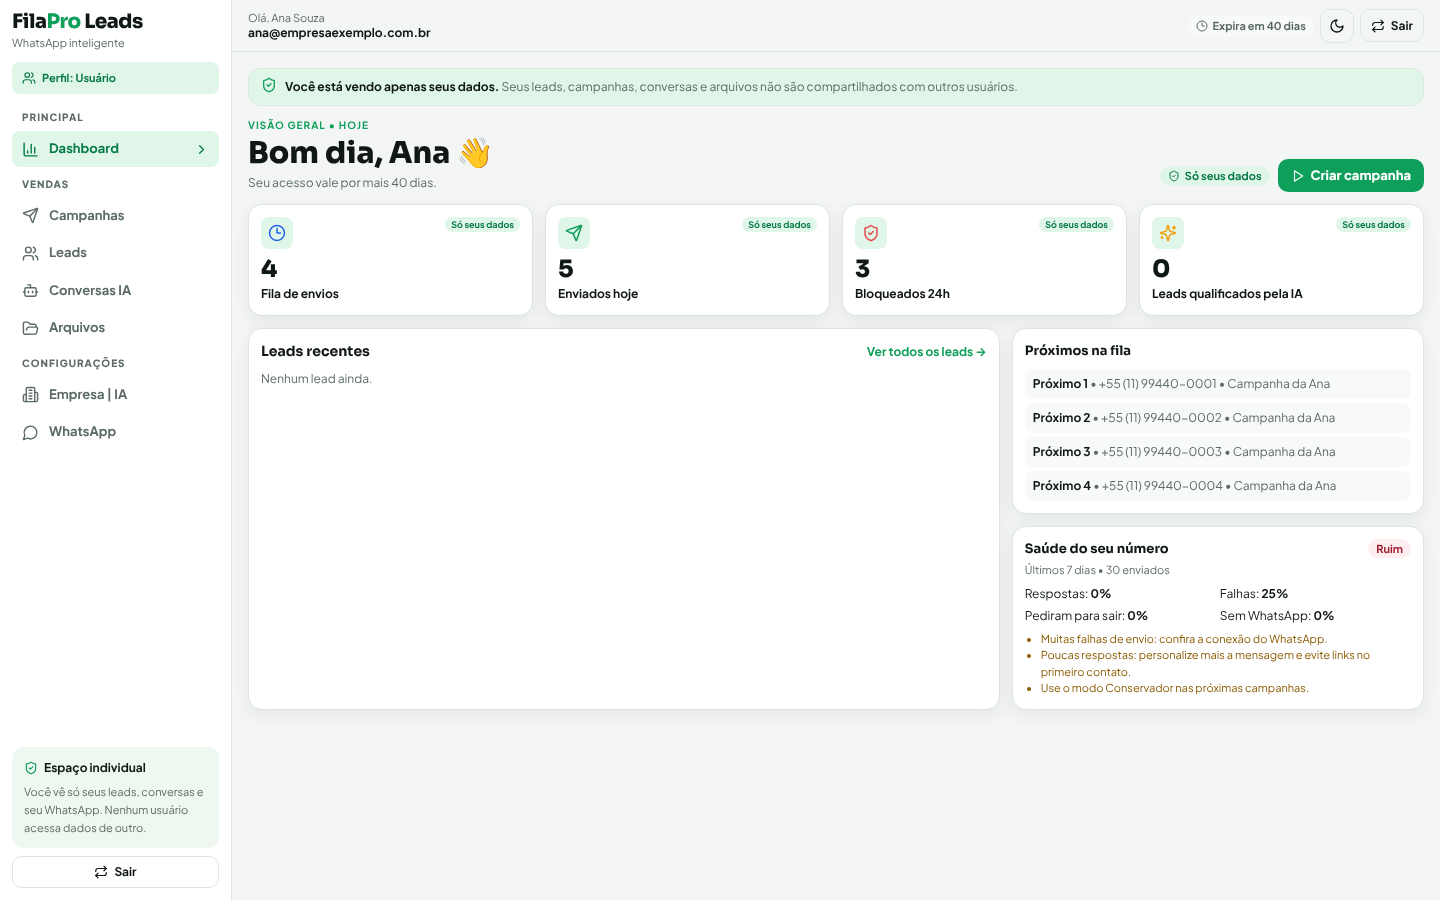 FilaPro Leads
WhatsApp inteligente
Perfil: Usuário
PRINCIPAL
Dashboard
VENDAS
Campanhas
Leads
Conversas IA
Arquivos
CONFIGURAÇÕES
Empresa | IA
WhatsApp
Espaço individual
Você vê só seus leads, conversas e
seu WhatsApp. Nenhum usuário
acessa dados de outro.
Sair
Olá, Ana Souza
ana@empresaexemplo.com.br
Expira em 40 dias
Sair
Você está vendo apenas seus dados. Seus leads, campanhas, conversas e arquivos não são compartilhados com outros usuários.
VISÃO GERAL • HOJE
Bom dia, Ana 👋
Seu acesso vale por mais 40 dias.
Só seus dados
Criar campanha
Só seus dados
4
Fila de envios
Só seus dados
5
Enviados hoje
Só seus dados
3
Bloqueados 24h
Só seus dados
0
Leads qualificados pela IA
Leads recentes
Ver todos os leads →
Nenhum lead ainda.
Próximos na fila
Próximo 1 • +55 (11) 99440-0001 • Campanha da Ana
Próximo 2 • +55 (11) 99440-0002 • Campanha da Ana
Próximo 3 • +55 (11) 99440-0003 • Campanha da Ana
Próximo 4 • +55 (11) 99440-0004 • Campanha da Ana
Saúde do seu número
Ruim
Últimos 7 dias • 30 enviados
Respostas: 0%
Falhas: 25%
Pediram para sair: 0%
Sem WhatsApp: 0%
• Muitas falhas de envio: confira a conexão do WhatsApp.
• Poucas respostas: personalize mais a mensagem e evite links no
primeiro contato.
• Use o modo Conservador nas próximas campanhas.